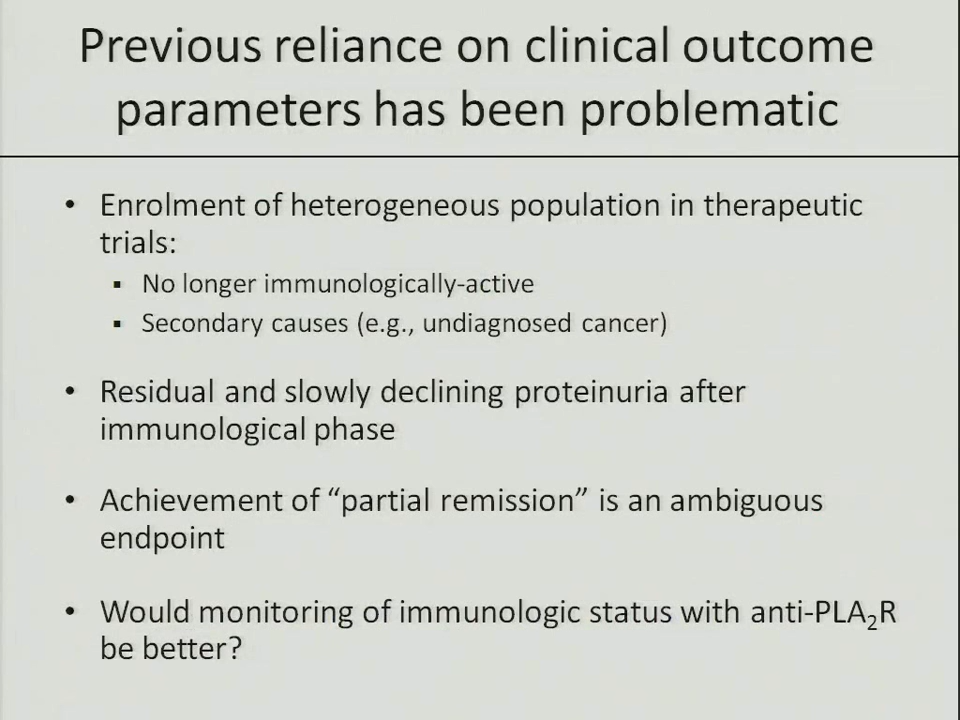 Previous reliance on clinical outcome
parameters has been problematic
• Enrolment of heterogeneous population in therapeutic
trials:
▪ No longer immunologically-active
▪ Secondary causes (e.g., undiagnosed cancer)
• Residual and slowly declining proteinuria after
immunological phase
• Achievement of “partial remission” is an ambiguous
endpoint
• Would monitoring of immunologic status with anti-PLA₂R
be better?